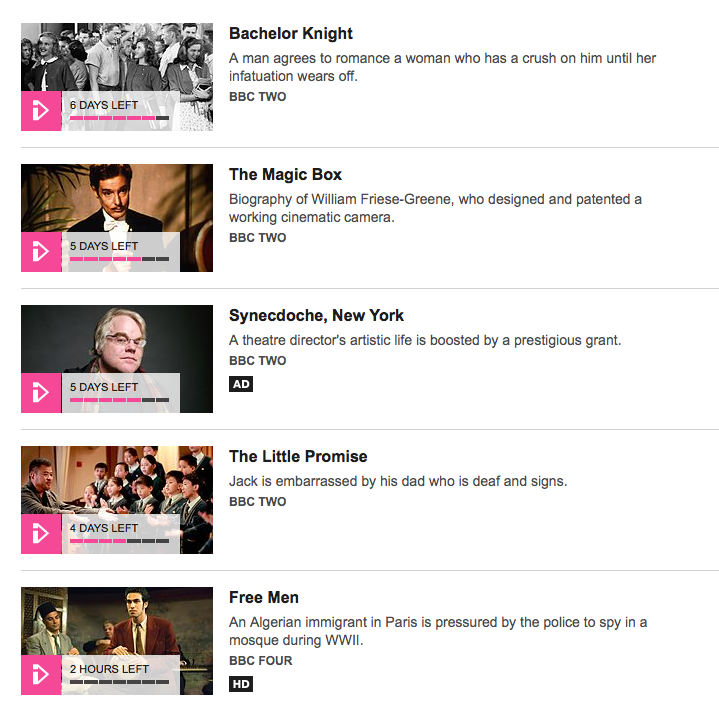 Bachelor Knight
A man agrees to romance a woman who has a crush on him until her
infatuation wears off.
BBC TWO
6 DAYS LEFT
The Magic Box
Biography of William Friese-Greene, who designed and patented a
working cinematic camera.
BBC TWO
5 DAYS LEFT
Synecdoche, New York
A theatre director's artistic life is boosted by a prestigious grant.
BBC TWO
AD
5 DAYS LEFT
The Little Promise
Jack is embarrassed by his dad who is deaf and signs.
BBC TWO
4 DAYS LEFT
Free Men
An Algerian immigrant in Paris is pressured by the police to spy in a
mosque during WWII.
BBC FOUR
HD
2 HOURS LEFT